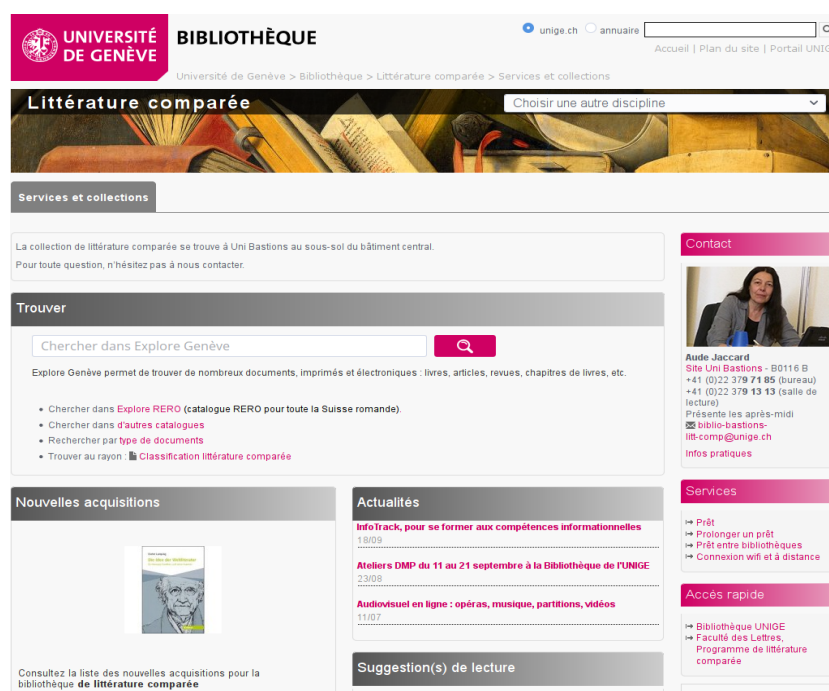 UNIVERSITÉ
DE GENÈVE
BIBLIOTHÈQUE
unige.ch annuaire
Accueil | Plan du site | Portail
Université de Genève > Bibliothèque > Littérature comparée > Services et collections
Littérature comparée
Choisir une autre discipline
Services et collections
La collection de littérature comparée se trouve á Uni Bastions au sous-sol du bâtiment central.
Pour toute question, n'hésitez pas á nous contacter.
Trouver
Chercher dans Explore Genève
Explore Genève permet de trouver de nombreux documents, imprimés et électroniques : livres, articles, revues, chapitres de livres, etc.
Chercher dans Explore RERO (catalogue RERO pour toute la Suisse romande).
Chercher dans d'autres catalogues
Rechercher par type de documents
Trouver au rayon : Classification littérature comparée
Nouvelles acquisitions
Consultez la liste des nouvelles acquisitions pour la
bibliothèque de littérature comparée
Actualités
InfoTrack, pour se former aux compétences informationnelles
18/09
Ateliers DMP du 11 au 21 septembre à la Bibliothèque de l'UNIGE
23/08
Audiovisuel en ligne : opéras, musique, partitions, vidéos
11/07
Suggestion(s) de lecture
Contact
Aude Jaccard
Site Uni Bastions - B0116 B
+41 (0)22 379 71 85 (bureau)
+41 (0)22 379 13 13 (salle de
lecture)
Présente les après-midi
biblio-bastions-
litt-comp@unige.ch
Infos pratiques
Services
Prêt
Prolonger un prêt
Prêt entre bibliothèques
Connexion wifi et á distance
Accés rapide
Bibliothèque UNIGE
Faculté des Lettres,
Programme de littérature
comparée